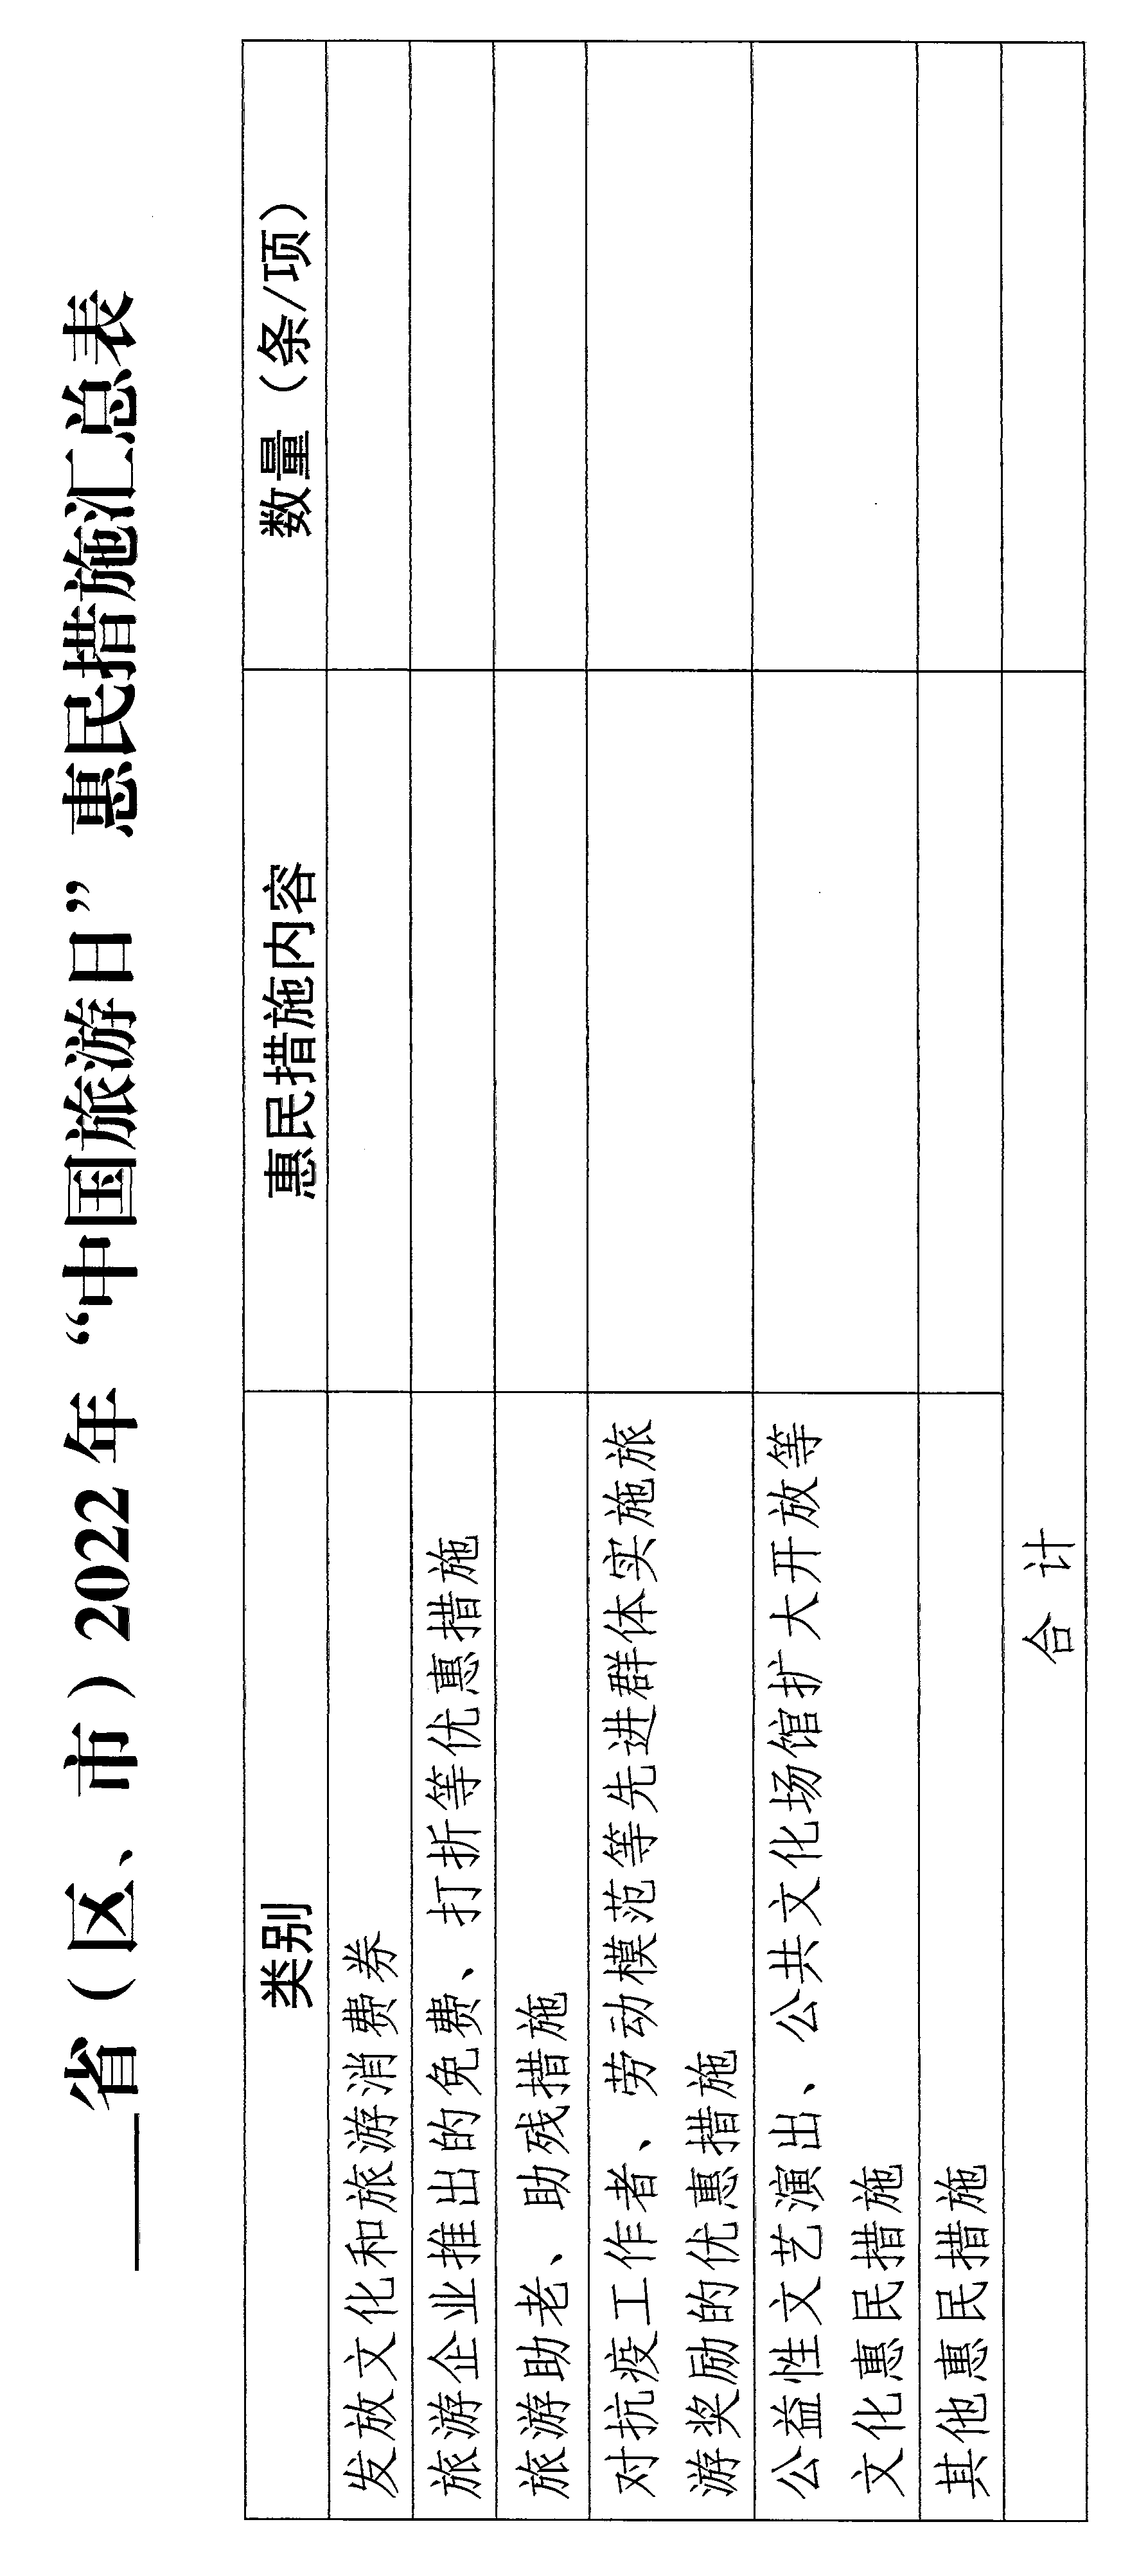 ____省（区、市）2022年“中国旅游日”惠民措施汇总表
类别 惠民措施内容 数量（条/项）
发放文化和旅游消费券
旅游企业推出的免费、打折等优惠措施
旅游助老、助残措施
对抗疫工作者、劳动模范等先进群体实施旅
游奖励的优惠措施
公益性文艺演出、公共文化场馆扩大开放等
文化惠民措施
其他惠民措施
合 计